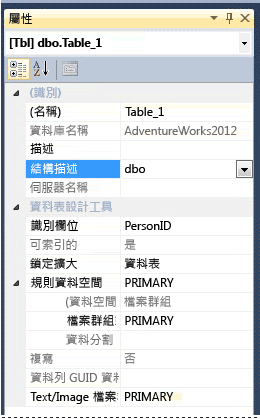 屬性
[Tbl] dbo.Table_1
(識別)
(名稱) Table_1
資料庫名稱 AdventureWorks2012
描述
結構描述 dbo
伺服器名稱
資料表設計工具
識別欄位 PersonID
可索引的 是
鎖定擴大 資料表
規則資料空間 PRIMARY
(資料空間 檔案群組
檔案群組 PRIMARY
資料分割
複寫 否
資料列 GUID 資料
Text/Image 檔案 PRIMARY